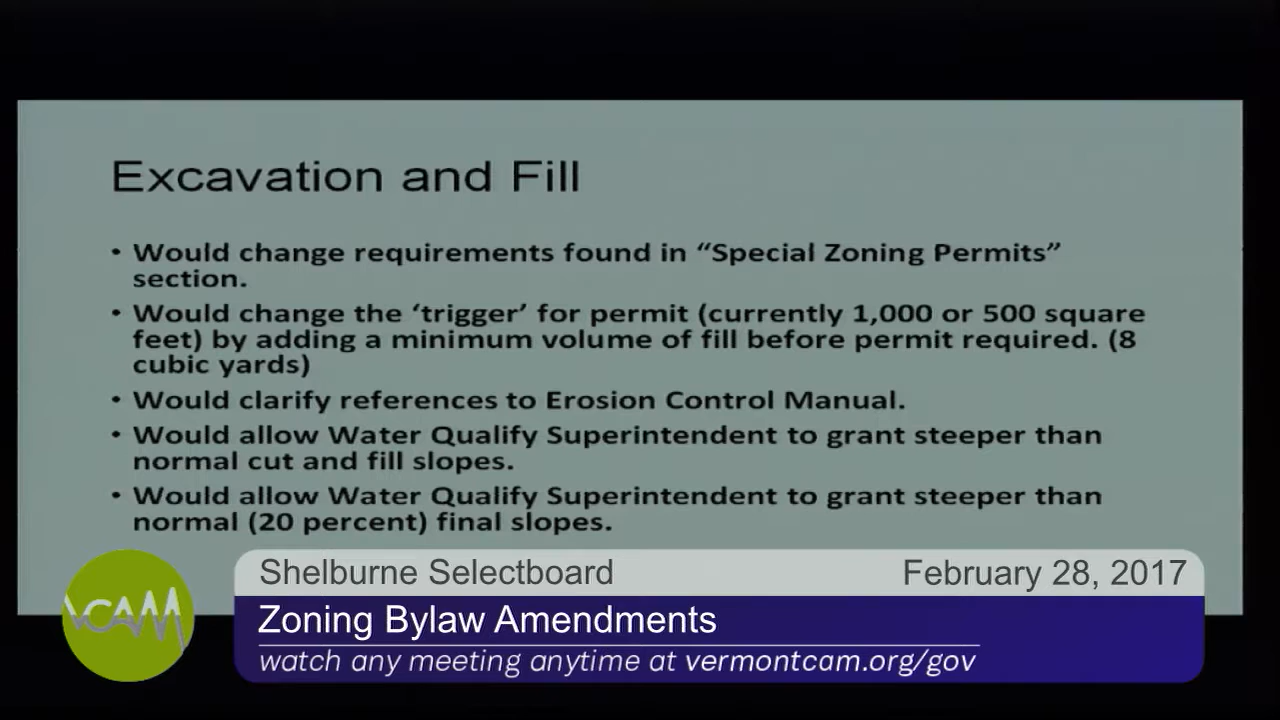 Excavation and Fill
• Would change requirements found in “Special Zoning Permits”
section.
• Would change the ‘trigger’ for permit (currently 1,000 or 500 square
feet) by adding a minimum volume of fill before permit required. (8
cubic yards)
• Would clarify references to Erosion Control Manual.
• Would allow Water Qualify Superintendent to grant steeper than
normal cut and fill slopes.
• Would allow Water Qualify Superintendent to grant steeper than
normal (20 percent) final slopes.
VCAM
Shelburne Selectboard
February 28, 2017
Zoning Bylaw Amendments
watch any meeting anytime at vermontcam.org/gov